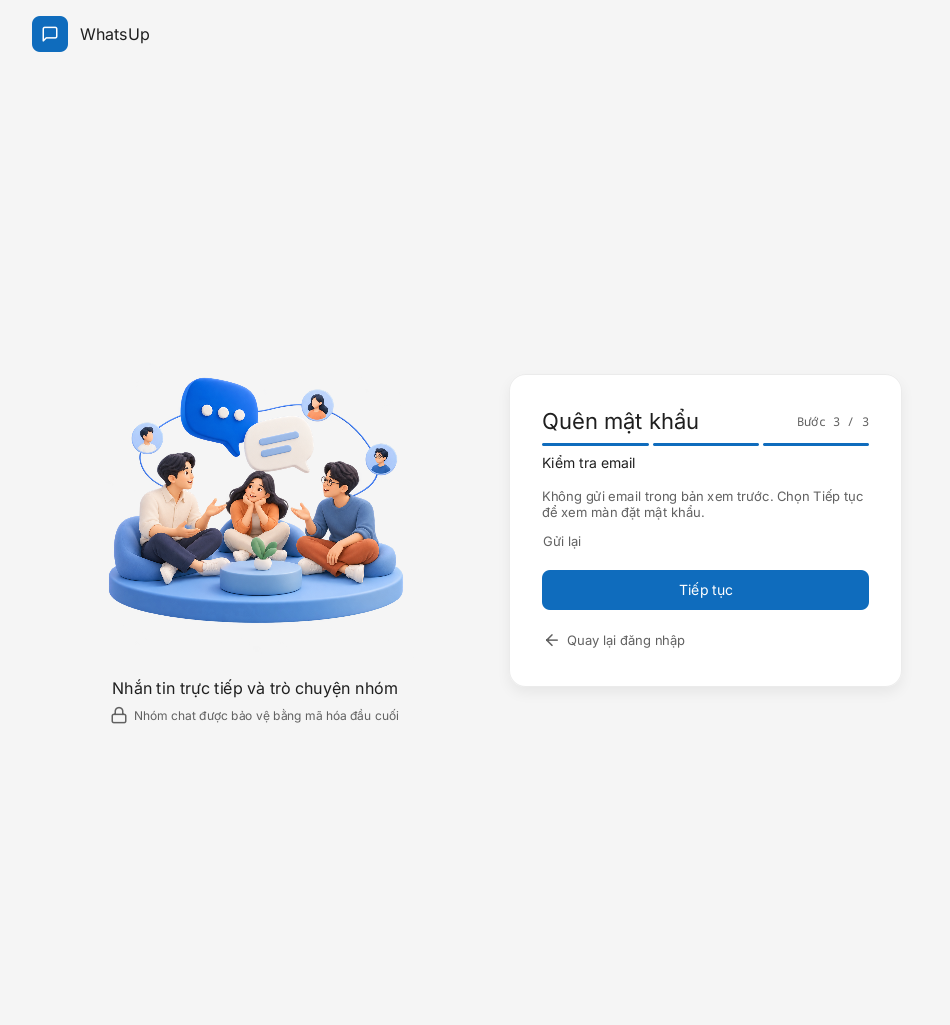 WhatsUp
Quên mật khẩu
Bước 3 / 3
Kiểm tra email
Không gửi email trong bản xem trước. Chọn Tiếp tục
để xem màn đặt mật khẩu.
Gửi lại
Tiếp tục
Quay lại đăng nhập
Nhắn tin trực tiếp và trò chuyện nhóm
Nhóm chat được bảo vệ bằng mã hóa đầu cuối